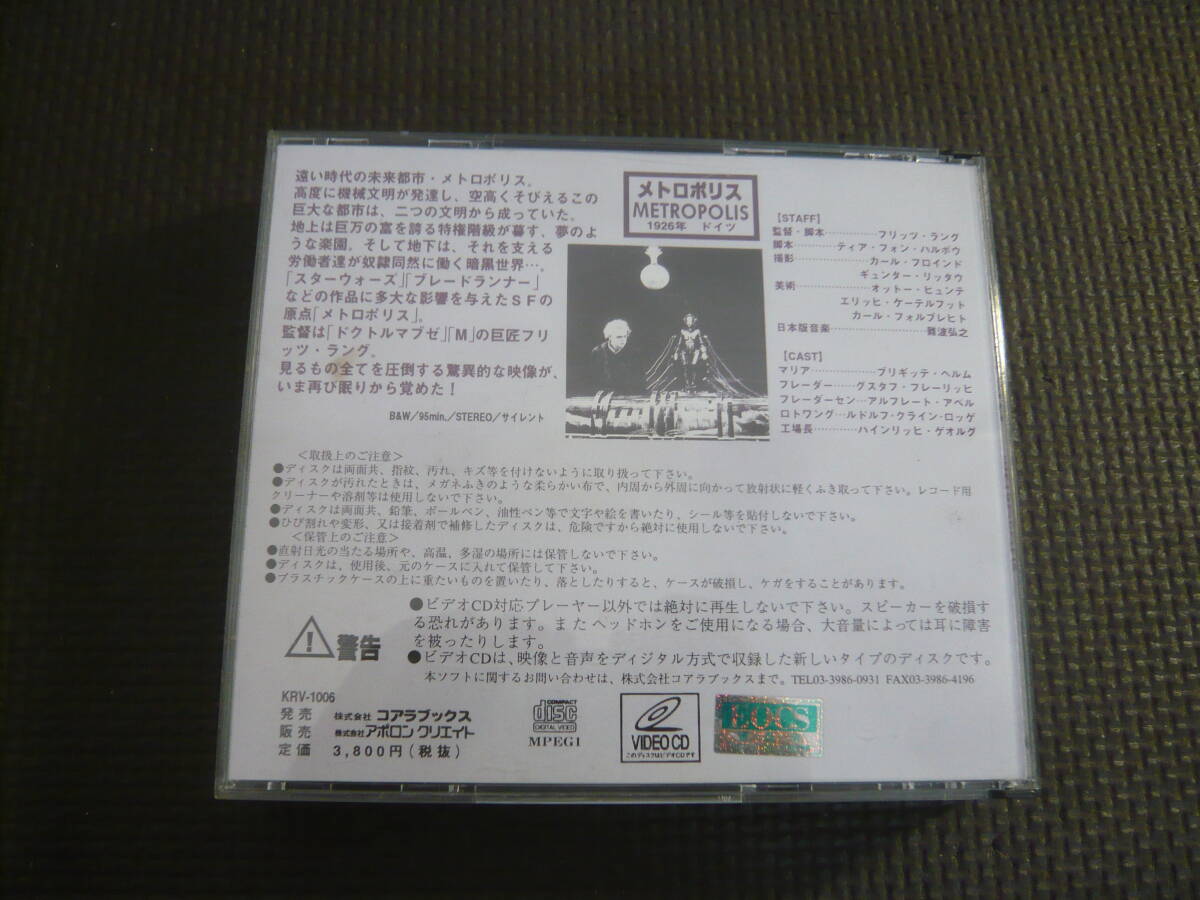 遠い時代の未来都市・メトロポリス。
高度に機械文明が発達し、空高くそびえるこの
巨大な都市は、二つの文明から成っていた。
地上は巨万の富を誇る特権階級が暮す、夢のよ
うな楽園。そして地下は、それを支える
労働者達が奴隷同然に働く暗黒世界…。
「スターウォーズ」「ブレードランナー」
などの作品に多大な影響を与えたSFの
原点「メトロポリス」。
監督は「ドクトルマブゼ」「M」の巨匠フリ
ッツ・ラング。
見るもの全てを圧倒する驚異的な映像が、
いま再び眠りから覚めた!
B&W/95min./STEREO/サイレント
メトロポリス
METROPOLIS
1926年 ドイツ
【STAFF】
監督・脚本…………フリッツ・ラング
脚本…………ティア・フォン・ハルボウ
撮影…………カール・フロインド
ギュンター・リッタウ
美術…………オットー・ヒュンテ
エリッヒ・ケーテルフット
カール・フォルブレヒト
日本版音楽…………難波弘之
【CAST】
マリア…………ブリギッテ・ヘルム
フレーダー……グスタフ・フレーリッヒ
フレーダーセン…アルフレート・アベル
ロトワング…ルドルフ・クライン・ロッゲ
工場長…………ハインリッヒ・ゲオルグ
<取扱上のご注意>
●ディスクは両面共、指紋、汚れ、キズ等を付けないように取り扱って下さい。
●ディスクが汚れたときは、メガネふきのような柔らかい布で、内周から外周に向かって放射状に軽くふき取って下さい。レコード用
クリーナーや溶剤等は使用しないで下さい。
●ディスクは両面共、鉛筆、ボールペン、油性ペン等で文字や絵を書いたり、シール等を貼付しないで下さい。
●ひび割れや変形、又は接着剤で補修したディスクは、危険ですから絶対に使用しないで下さい。
<保管上のご注意>
●直射日光の当たる場所や、高温、多湿の場所には保管しないで下さい。
●ディスクは、使用後、元のケースに入れて保管して下さい。
●プラスチックケースの上に重たいものを置いたり、落としたりすると、ケースが破損し、ケガをすることがあります。
警告
●ビデオCD対応プレーヤー以外では絶対に再生しないで下さい。スピーカーを破損す
る恐れがあります。またヘッドホンをご使用になる場合、大音量によっては耳に障害
を被ったりします。
●ビデオCDは、映像と音声をディジタル方式で収録した新しいタイプのディスクです。
本ソフトに関するお問い合わせは、株式会社コアラブックスまで。TEL03-3986-0931 FAX03-3986-4196
KRV-1006
発売 株式会社 コアラブックス
販売 株式会社 アポロン クリエイト
定価 3,800円(税抜)
COMPACT
disc
DIGITAL VIDEO
MPEG1
VIDEO CD
このディスクはビデオCDです
EQCS